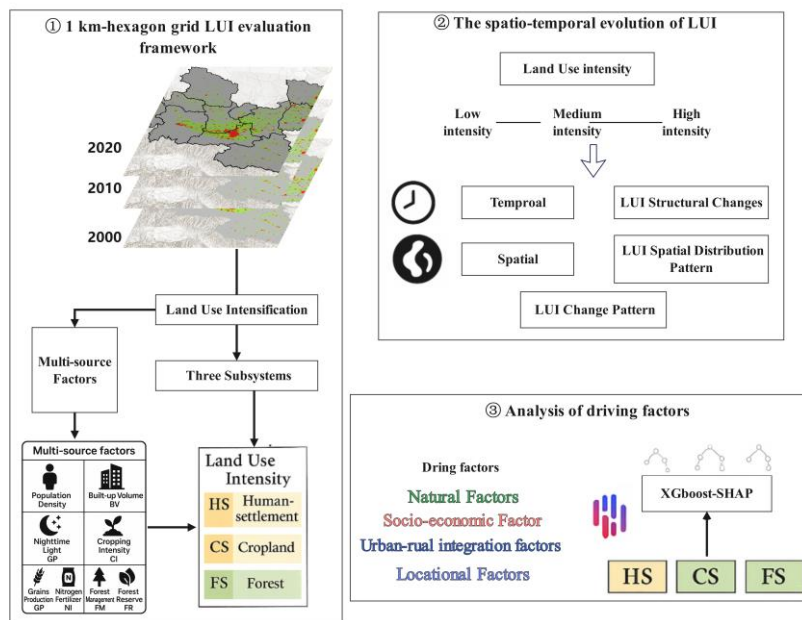 ① 1 km-hexagon grid LUI evaluation
framework
2020
2010
2000
Land Use Intensification
Multi-source
Factors
Three Subsystems
Multi-source factors
Population
Density
Built-up Volume
BV
Nighttime
Light
GP
Cropping
Intensity
CI
Grains
Production
GP
Nitrogen
Fertilizer
NI
Forest
Management
FM
Forest
Reserve
FR
N
Land Use
Intensity
HS Human-
settlement
CS Cropland
FS Forest
② The spatio-temporal evolution of LUI
Land Use intensity
Low
intensity
Medium
intensity
High
intensity
Temproal
LUI Structural Changes
Spatial
LUI Spatial Distribution
Pattern
LUI Change Pattern
③ Analysis of driving factors
Dring factors
Natural Factors
Socio-economic Factor
Urban-rual integration factors
Locational Factors
XGboost-SHAP
HS
CS
FS